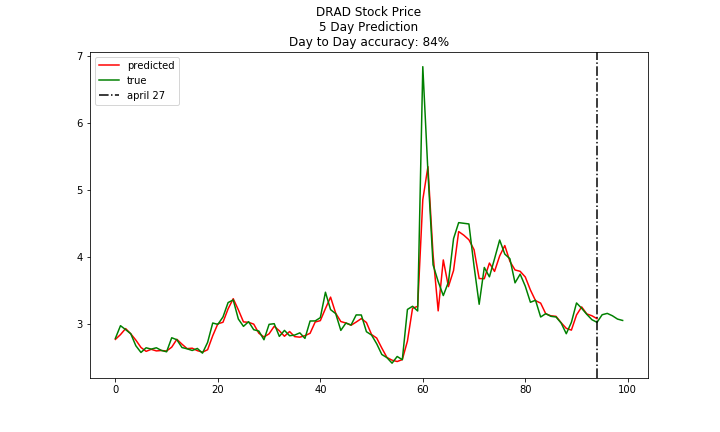 DRAD Stock Price
5 Day Prediction
Day to Day accuracy: 84%
predicted
true
april 27
7
6
5
4
3
0 20 40 60 80 100